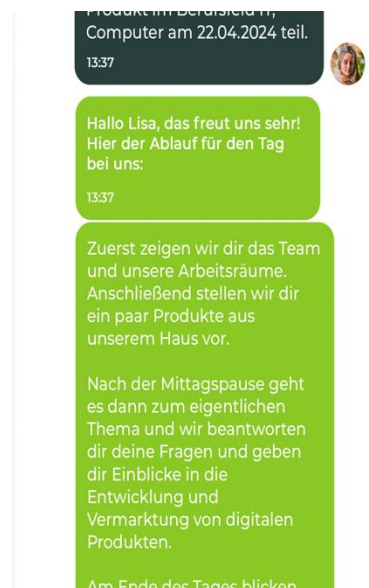 Produkt im Berufsfeld IT,
Computer am 22.04.2024 teil.
13:37
Hallo Lisa, das freut uns sehr!
Hier der Ablauf für den Tag
bei uns:
13:37
Zuerst zeigen wir dir das Team
und unsere Arbeitsräume.
Anschließend stellen wir dir
ein paar Produkte aus
unserem Haus vor.
Nach der Mittagspause geht
es dann zum eigentlichen
Thema und wir beantworten
dir deine Fragen und geben
dir Einblicke in die
Entwicklung und
Vermarktung von digitalen
Produkten.
Am Ende des Tages blicken